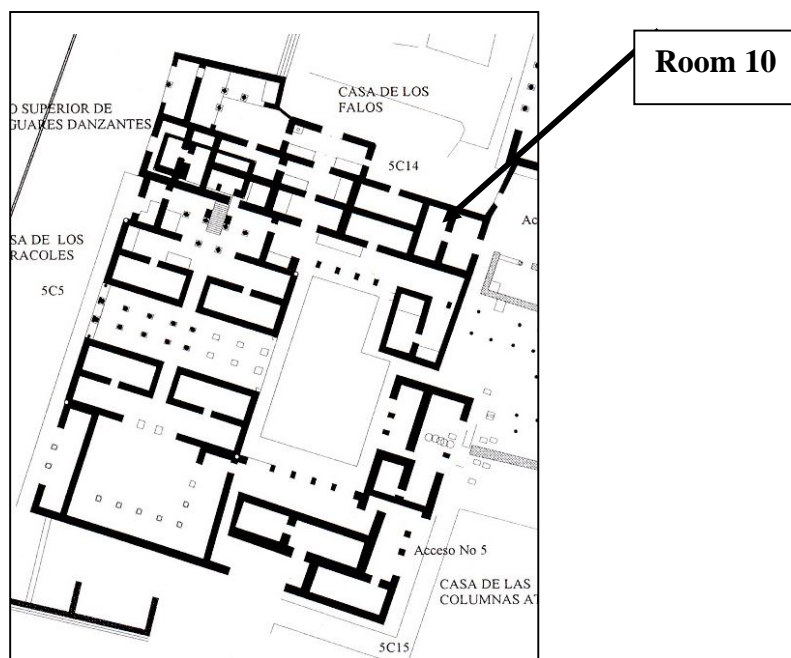 Room 10
CASA DE LOS
FALOS
O SUPERIOR DE
GUARES DANZANTES
5C14
Ac
SA DE LOS
RACOLES
5C5
Acceso No 5
CASA DE LAS
COLUMNAS AT
5C15